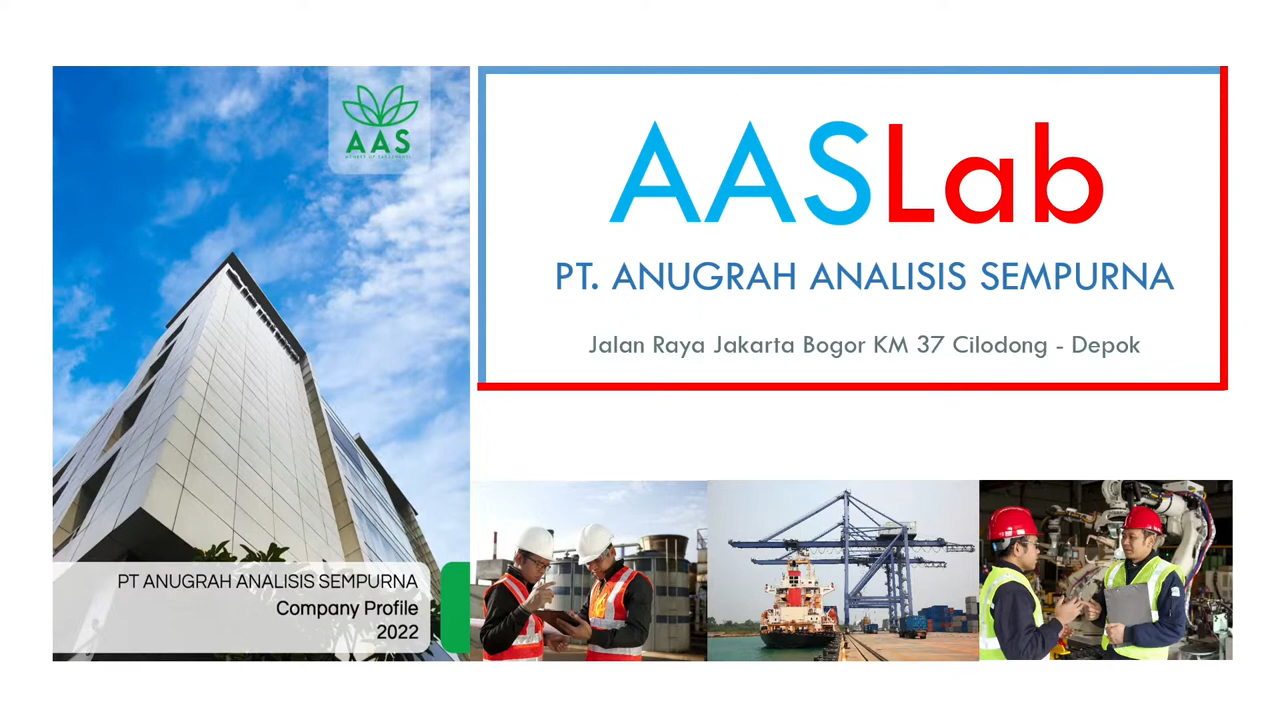 AAS
PT ANUGRAH ANALISIS SEMPURNA
Company Profile
2022
AASLab
PT. ANUGRAH ANALISIS SEMPURNA
Jalan Raya Jakarta Bogor KM 37 Cilodong - Depok